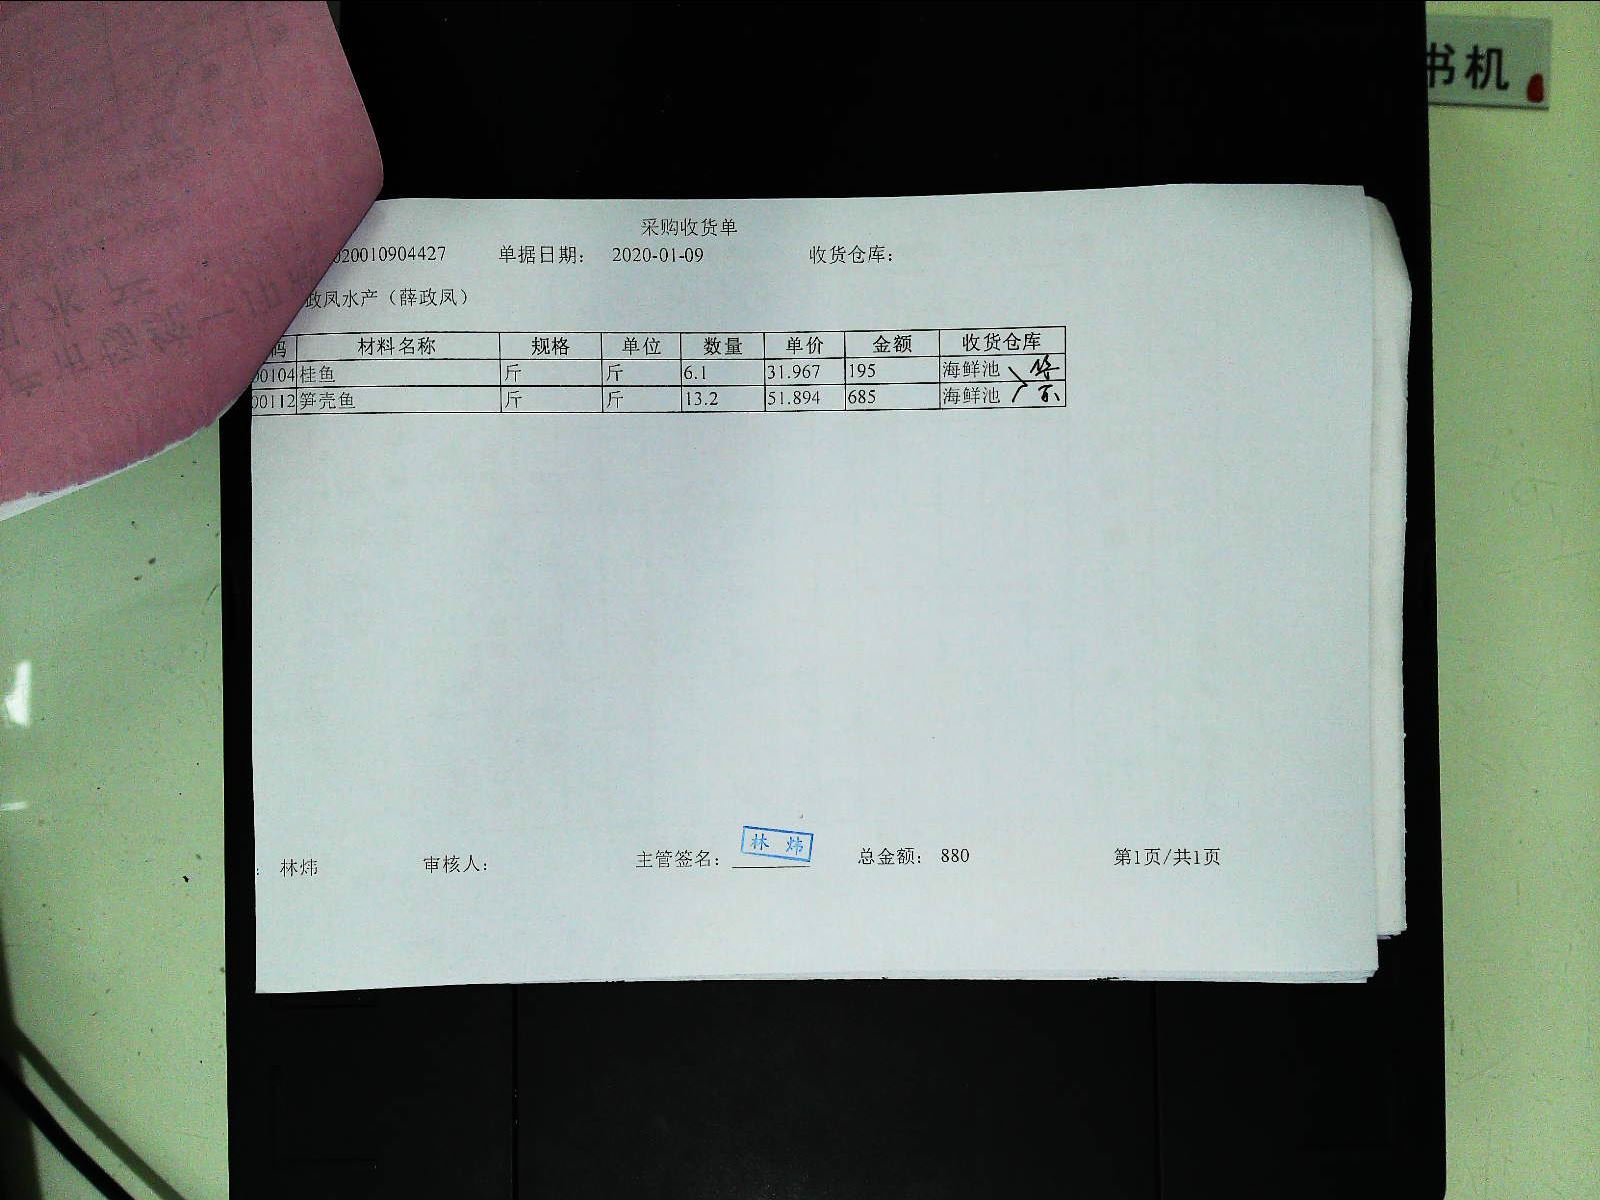 书机
采购收货单
020010904427 单据日期： 2020-01-09 收货仓库：
政凤水产（薛政凤）
码 材料名称 规格 单位 数量 单价 金额 收货仓库
00104 桂鱼 斤 斤 6.1 31.967 195 海鲜池
00112 笋壳鱼 斤 斤 13.2 51.894 685 海鲜池
林炜
： 林炜 审核人： 主管签名： 总金额： 880 第1页/共1页